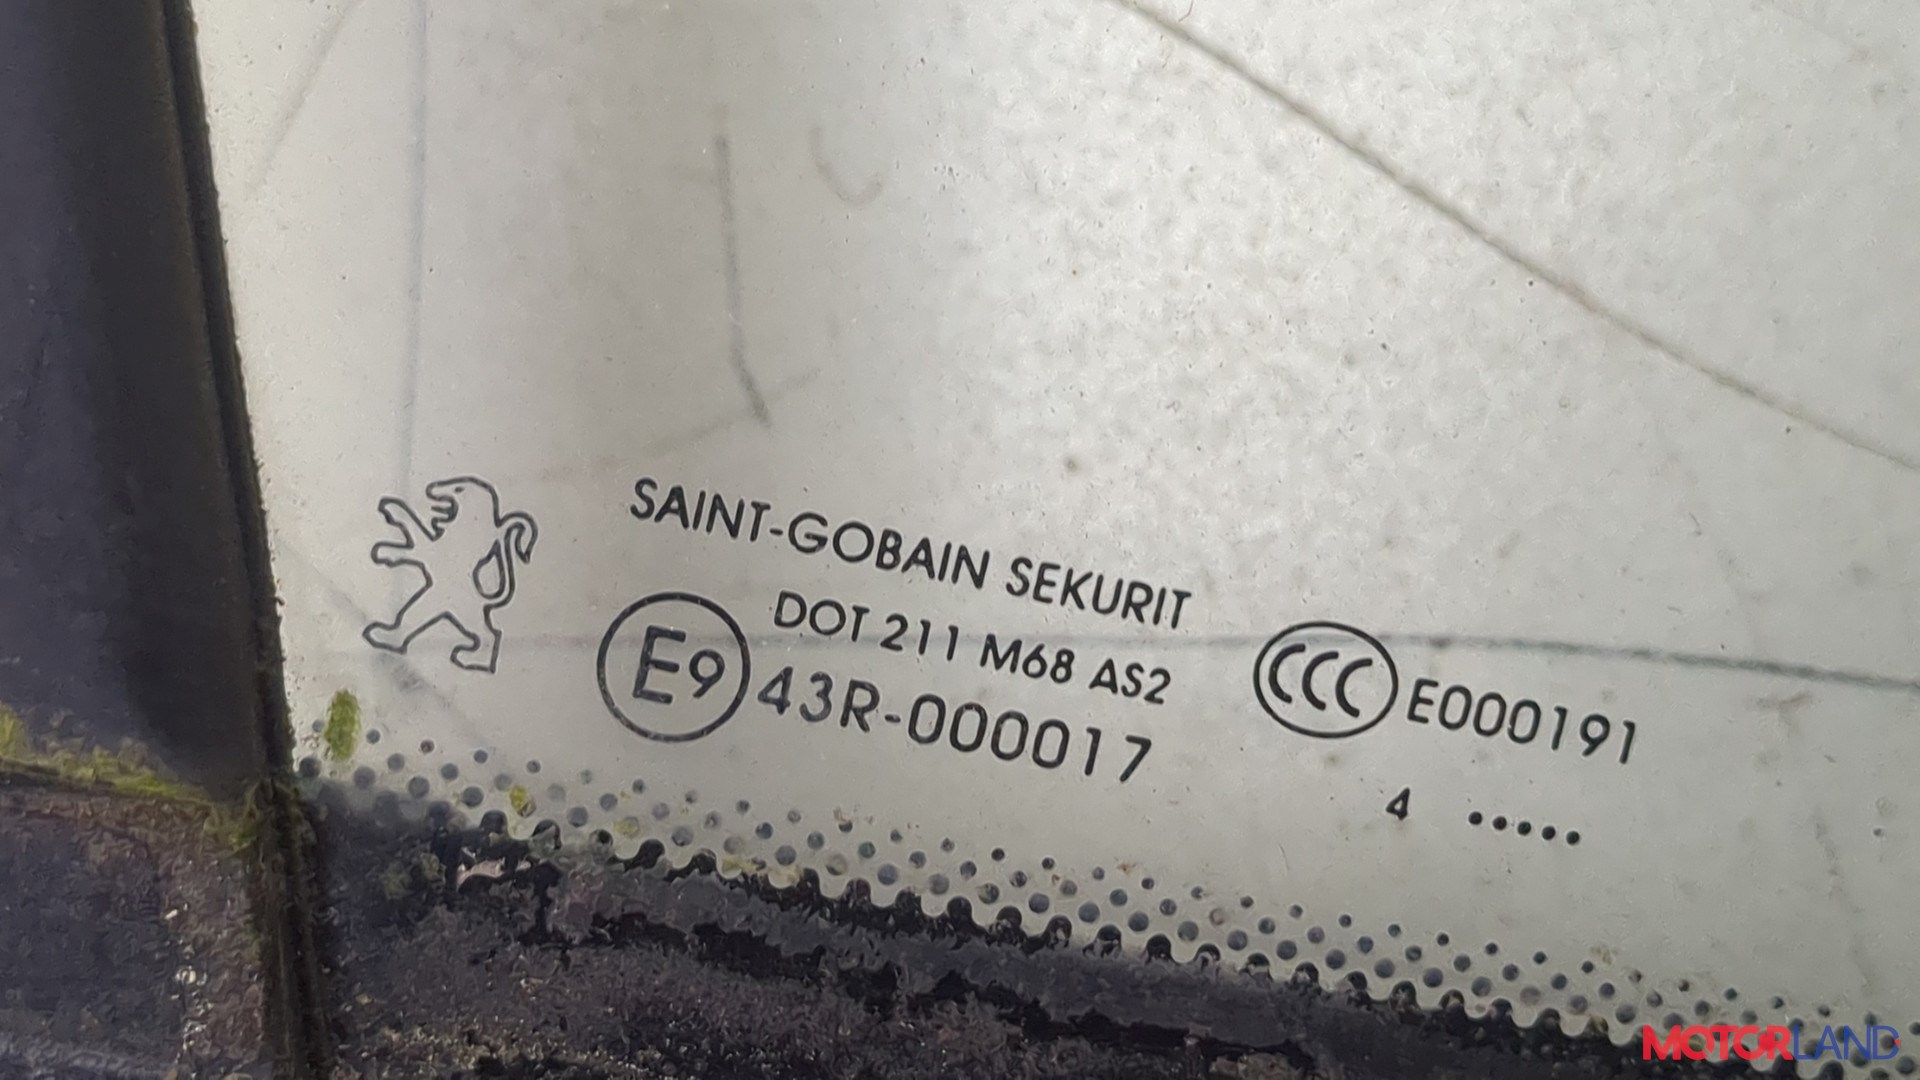 SAINT-GOBAIN SEKURIT
DOT 211 M68 AS2
E9 43R-000017
CCC E000191
4 .....
MOTORLAND